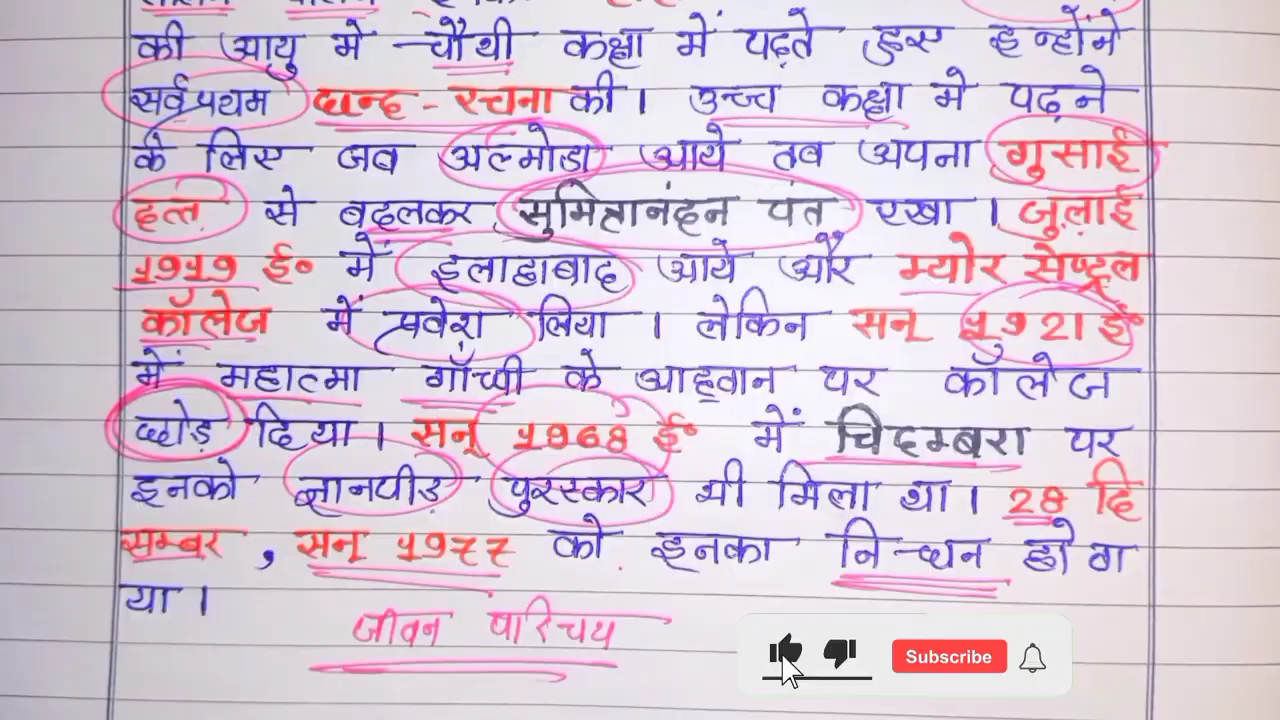 की आयु में चौथी कक्षा में पढ़ते हुए इन्होंने
सर्वप्रथम छन्द - रचना की। उच्च कक्षा में पढ़ने
के लिए जब अल्मोडा आये तब अपना गुसाई
दत्त से बदलकर सुमित्रानंदन पंत रखा। जुलाई
1919 ई० में इलाहाबाद आये और म्योर सेण्ट्रल
कॉलेज में प्रवेश लिया। लेकिन सन् 1921 ई०
में महात्मा गाँधी के आह्वान पर कॉलेज
छोड़ दिया। सन् 1968 ई० में चिदम्बरा पर
इनको ज्ञानपीड़ पुरस्कार भी मिला था। 28 दि
सम्बर , सन् 1977 को इनका निधन हो ग
या।
जीवन परिचय
Subscribe